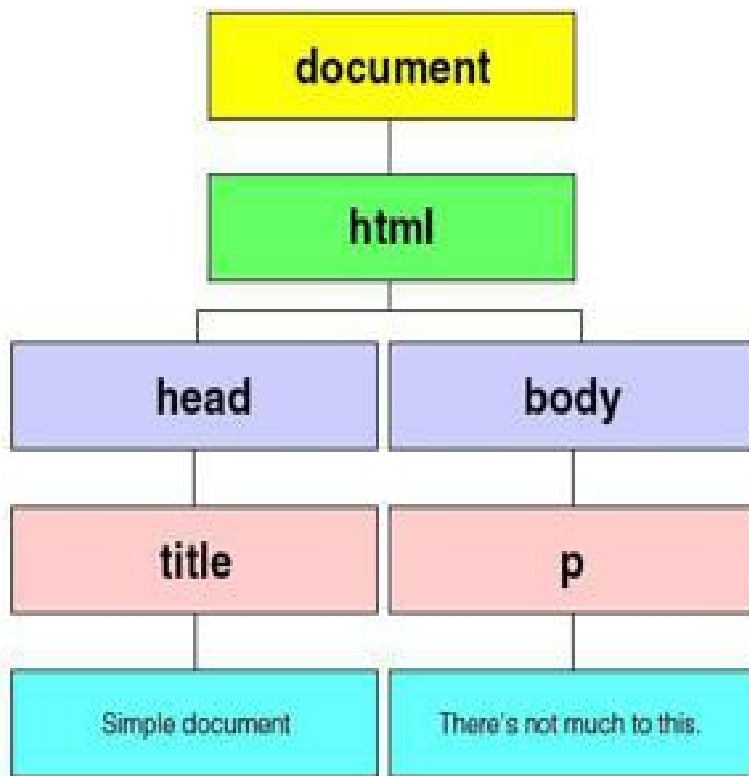 document
html
head
body
title
p
Simple document
There's not much to this.